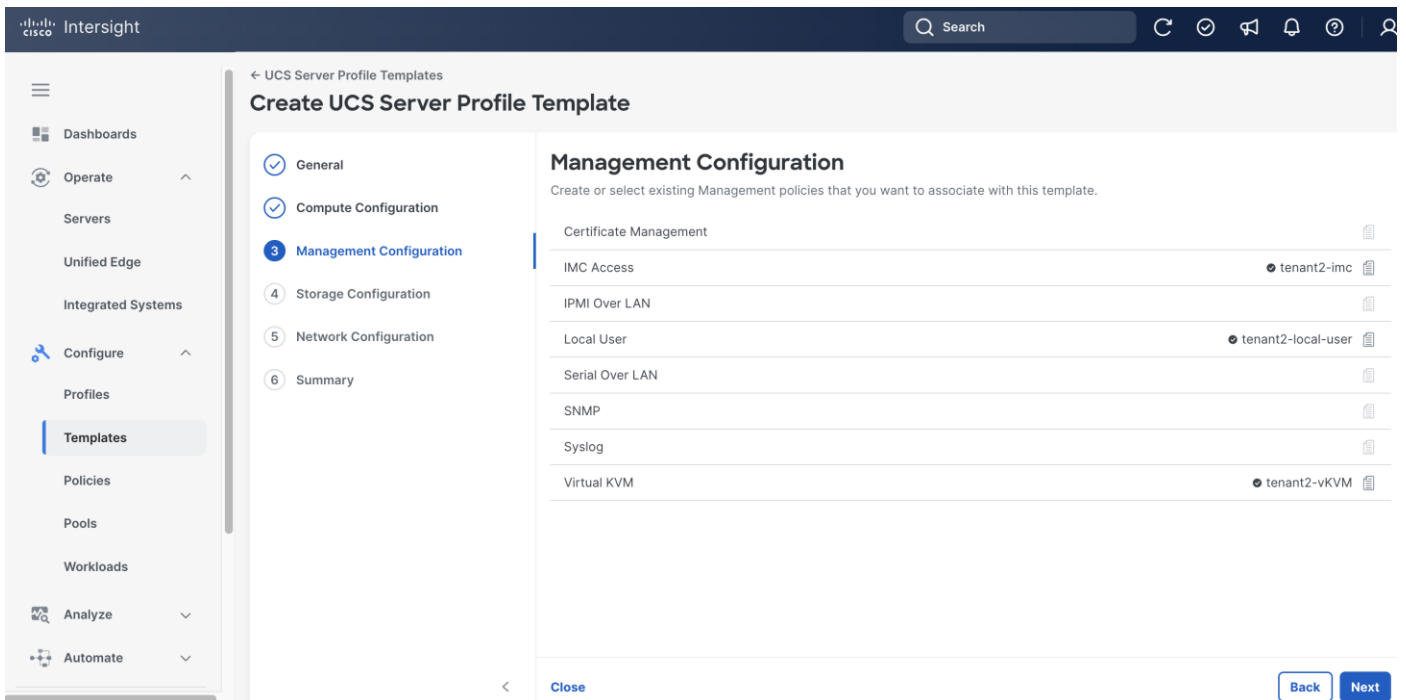 cisco Intersight
Search
Dashboards
Operate
Servers
Unified Edge
Integrated Systems
Configure
Profiles
Templates
Policies
Pools
Workloads
Analyze
Automate
← UCS Server Profile Templates
Create UCS Server Profile Template
General
Compute Configuration
3 Management Configuration
4 Storage Configuration
5 Network Configuration
6 Summary
Management Configuration
Create or select existing Management policies that you want to associate with this template.
Certificate Management
IMC Access tenant2-imc
IPMI Over LAN
Local User tenant2-local-user
Serial Over LAN
SNMP
Syslog
Virtual KVM tenant2-vKVM
Close Back Next